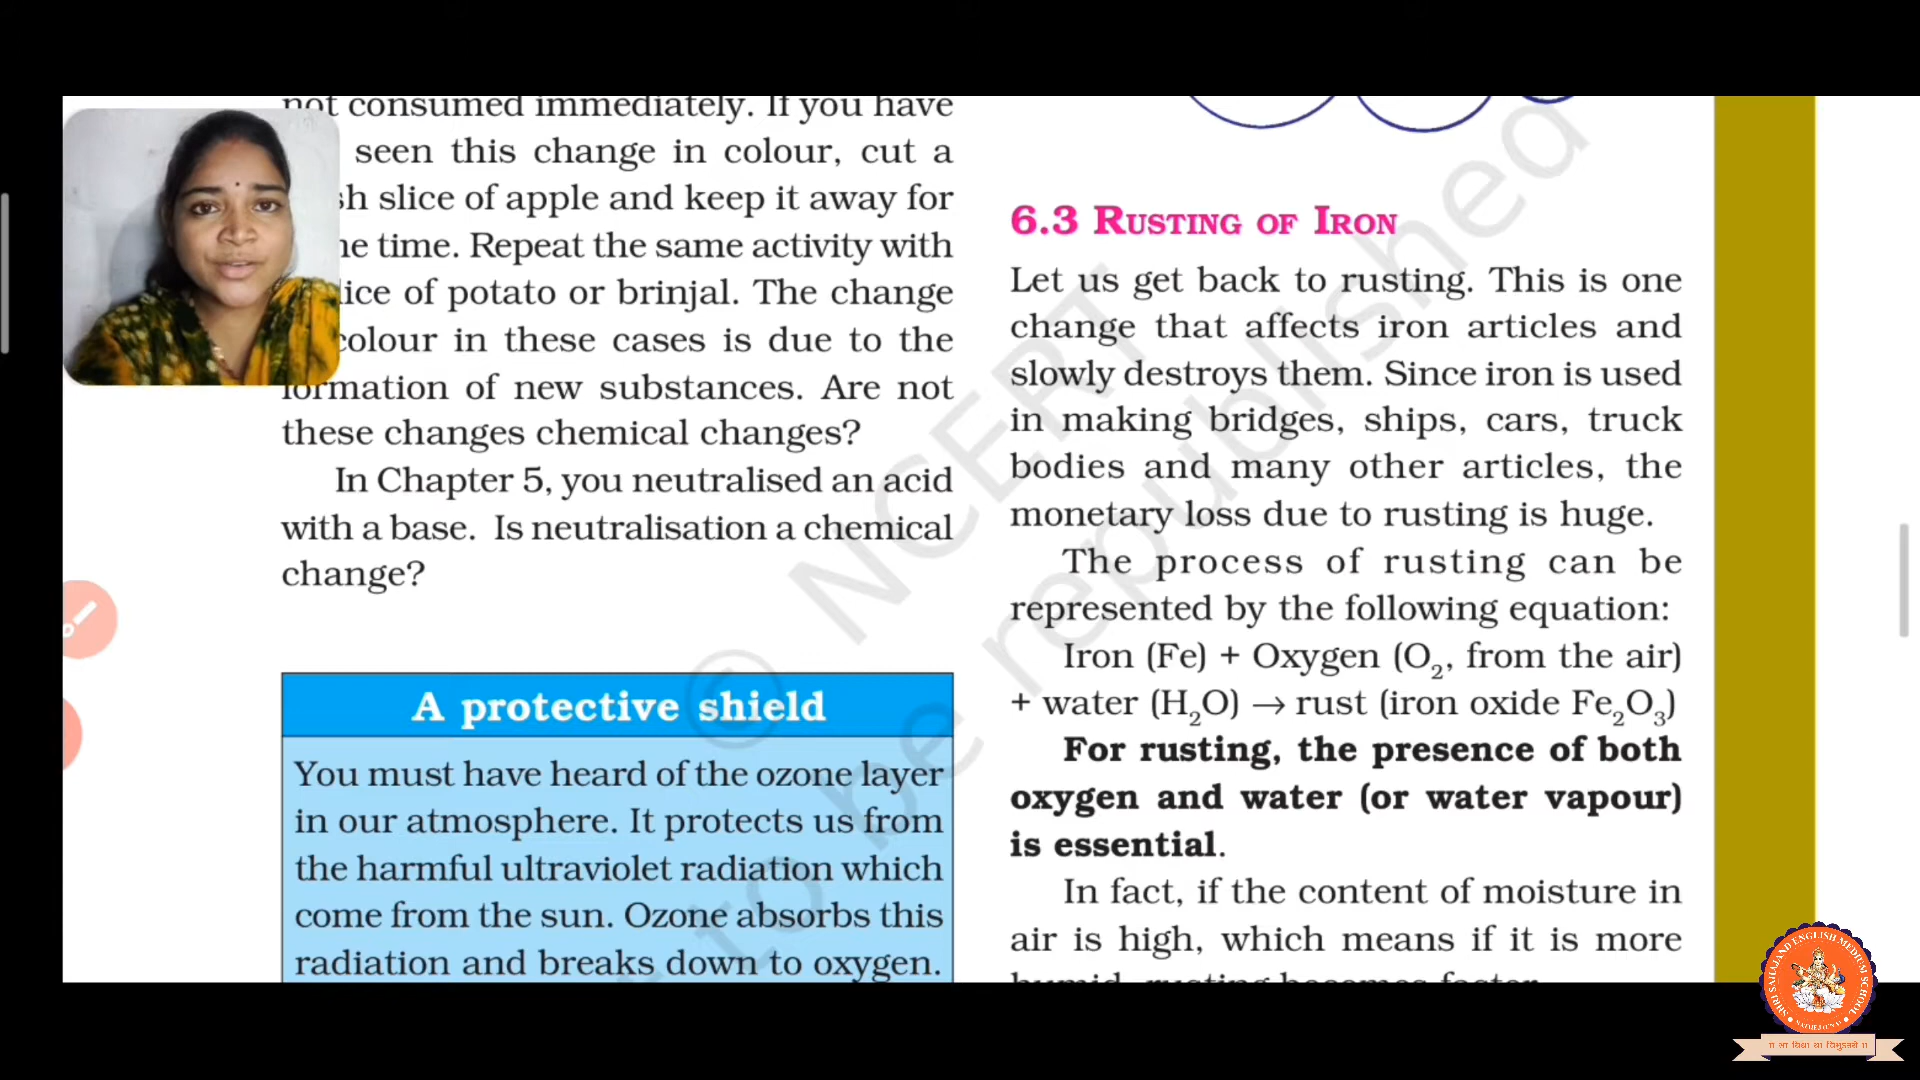 not consumed immediately. If you have
seen this change in colour, cut a
slice of apple and keep it away for
time. Repeat the same activity with
of potato or brinjal. The change
colour in these cases is due to the
formation of new substances. Are not
these changes chemical changes?
In Chapter 5, you neutralised an acid
with a base. Is neutralisation a chemical
change?
A protective shield
You must have heard of the ozone layer
in our atmosphere. It protects us from
the harmful ultraviolet radiation which
come from the sun. Ozone absorbs this
radiation and breaks down to oxygen.
6.3 RUSTING OF IRON
Let us get back to rusting. This is one
change that affects iron articles and
slowly destroys them. Since iron is used
in making bridges, ships, cars, truck
bodies and many other articles, the
monetary loss due to rusting is huge.
The process of rusting can be
represented by the following equation:
Iron (Fe) + Oxygen (O₂, from the air)
+ water (H₂O) → rust (iron oxide Fe₂O₃)
For rusting, the presence of both
oxygen and water (or water vapour)
is essential.
In fact, if the content of moisture in
air is high, which means if it is more
humid, rusting becomes faster.
© NCERT
to be republished
SHRI SAHAJANAND ENGLISH MEDIUM SCHOOL